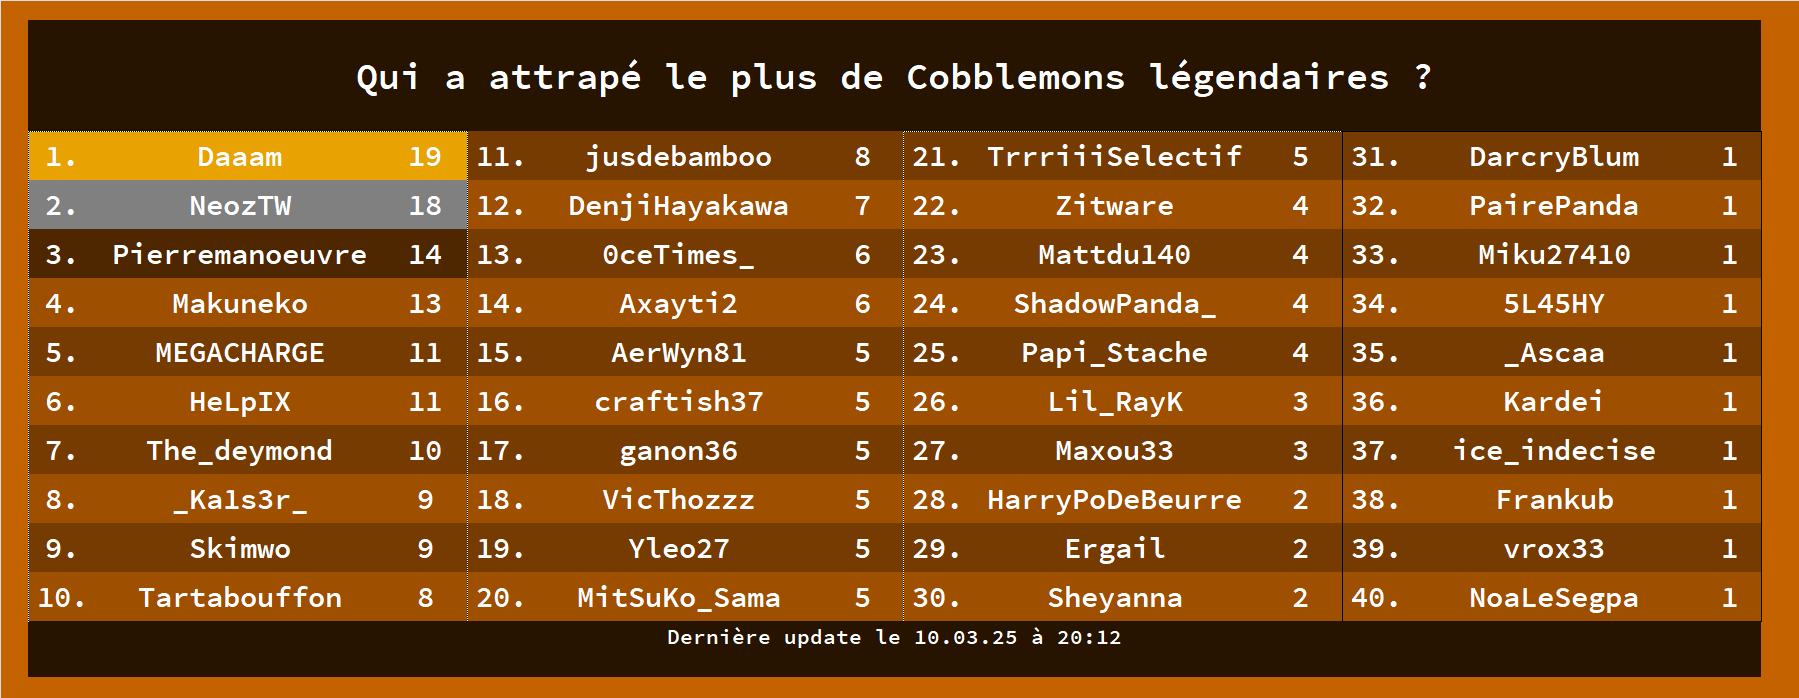 Qui a attrapé le plus de Cobblemons légendaires ?
1. Daaam 19
2. NeozTW 18
3. Pierremanoeuvre 14
4. Makuneko 13
5. MEGACHARGE 11
6. HeLpIX 11
7. The_deymond 10
8. _Ka1s3r_ 9
9. Skimwo 9
10. Tartabouffon 8
11. jusdebamboo 8
12. DenjiHayakawa 7
13. 0ceTimes_ 6
14. Axayti2 6
15. AerWyn81 5
16. craftish37 5
17. ganon36 5
18. VicThozzz 5
19. Yleo27 5
20. MitSuKo_Sama 5
21. TrrriiiSelectif 5
22. Zitware 4
23. Mattdu140 4
24. ShadowPanda_ 4
25. Papi_Stache 4
26. Lil_RayK 3
27. Maxou33 3
28. HarryPoDeBeurre 2
29. Ergail 2
30. Sheyanna 2
31. DarcryBlum 1
32. PairePanda 1
33. Miku27410 1
34. 5L45HY 1
35. _Ascaa 1
36. Kardei 1
37. ice_indecise 1
38. Frankub 1
39. vrox33 1
40. NoaLeSegpa 1
Dernière update le 10.03.25 à 20:12